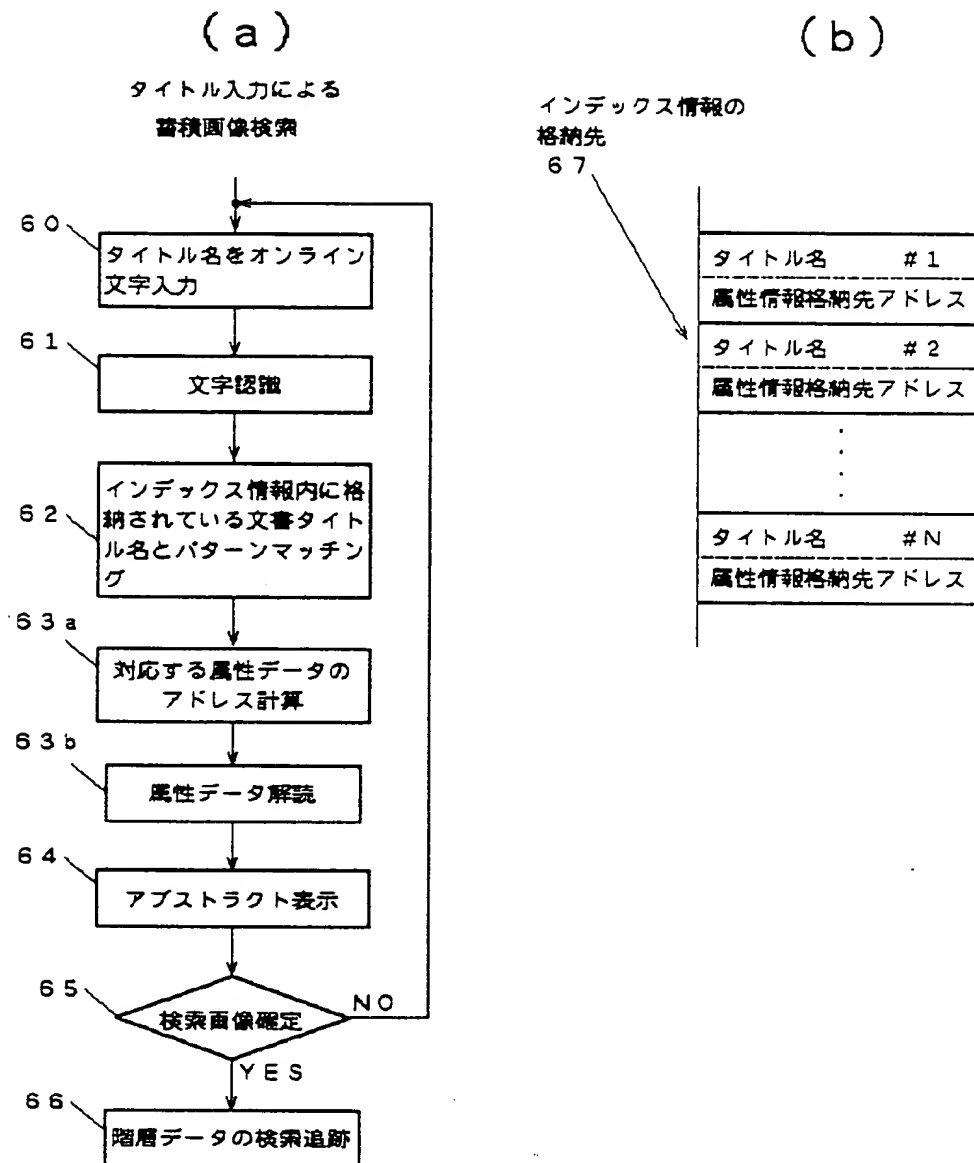 (a)
タイトル入力による
蓄積画像検索
60
タイトル名をオンライン
文字入力
61
文字認識
62
インデックス情報内に格
納されている文書タイト
ル名とパターンマッチン
グ
63a
対応する属性データの
アドレス計算
63b
属性データ解読
64
アブストラクト表示
65
検索画像確定
NO
YES
66
階層データの検索追跡
(b)
インデックス情報の
格納先
67
タイトル名 #1
属性情報格納先アドレス
タイトル名 #2
属性情報格納先アドレス
・
・
・
・
タイトル名 #N
属性情報格納先アドレス